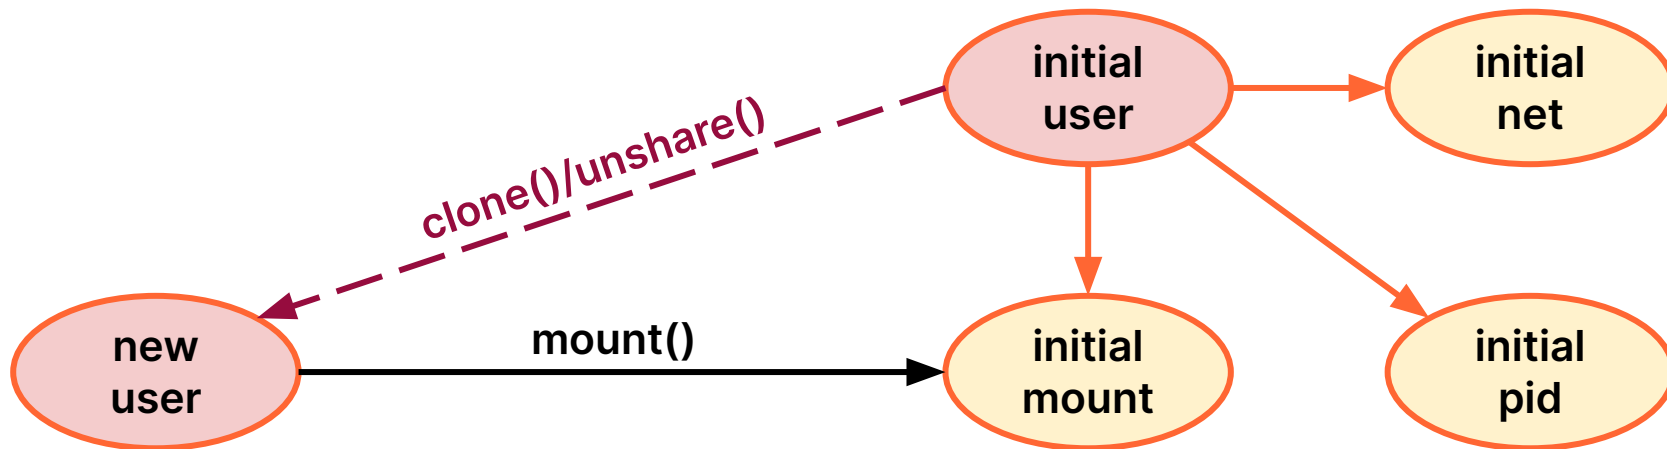 initial
user
initial
net
clone()/unshare()
new
user
mount()
initial
mount
initial
pid